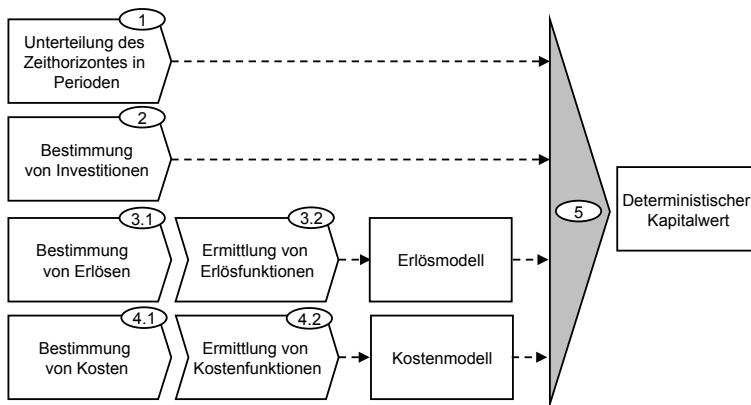 1
Unterteilung des
Zeithorizontes in
Perioden
2
Bestimmung
von Investitionen
3.1
Bestimmung
von Erlösen
3.2
Ermittlung von
Erlösfunktionen
Erlösmodell
4.1
Bestimmung
von Kosten
4.2
Ermittlung von
Kostenfunktionen
Kostenmodell
5
Deterministischer
Kapitalwert